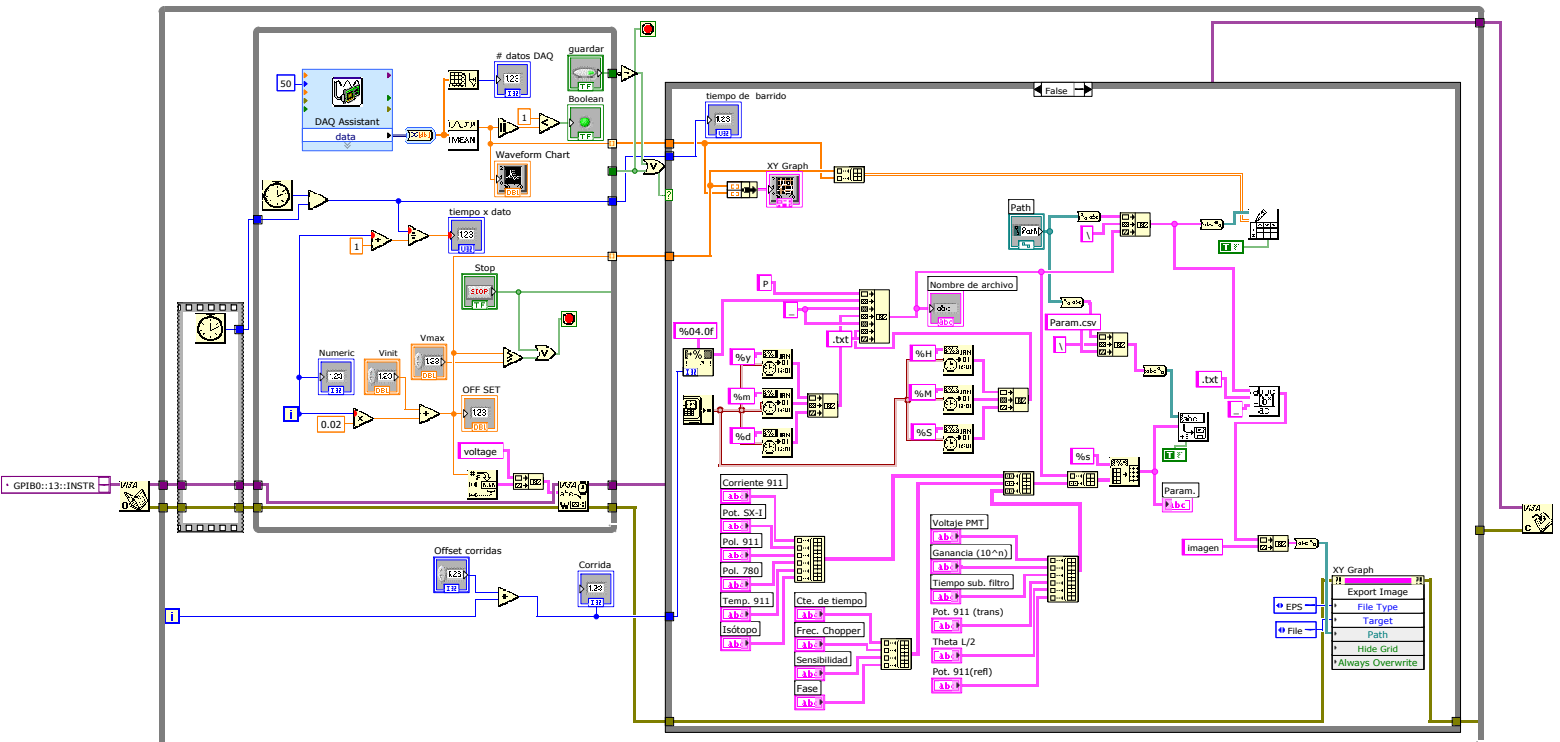 guardar
# datos DAQ
50
DAQ Assistant
data
Boolean
1
MEAN
Waveform Chart
tiempo de barrido
False
XY Graph
tiempo x dato
1
Path
Stop
STOP
P
_
Nombre de archivo
\
T
%04.0f
.txt
Param.csv
\
Numeric
Vinit
Vmax
%y
%m
%d
%H
%M
%S
OFF SET
0.02
i
voltage
.txt
_
%s
T
GPIB0::13::INSTR
Corriente 911
Pot. SX-I
Pol. 911
Pol. 780
Temp. 911
Isótopo
Param.
Voltaje PMT
Ganancia (10^n)
Tiempo sub. filtro
Pot. 911 (trans)
Theta L/2
Pot. 911(refl)
Cte. de tiempo
Frec. Chopper
Sensibilidad
Fase
Offset corridas
Corrida
i
imagen
XY Graph
Export Image
EPS
File Type
Target
File
Path
Hide Grid
Always Overwrite